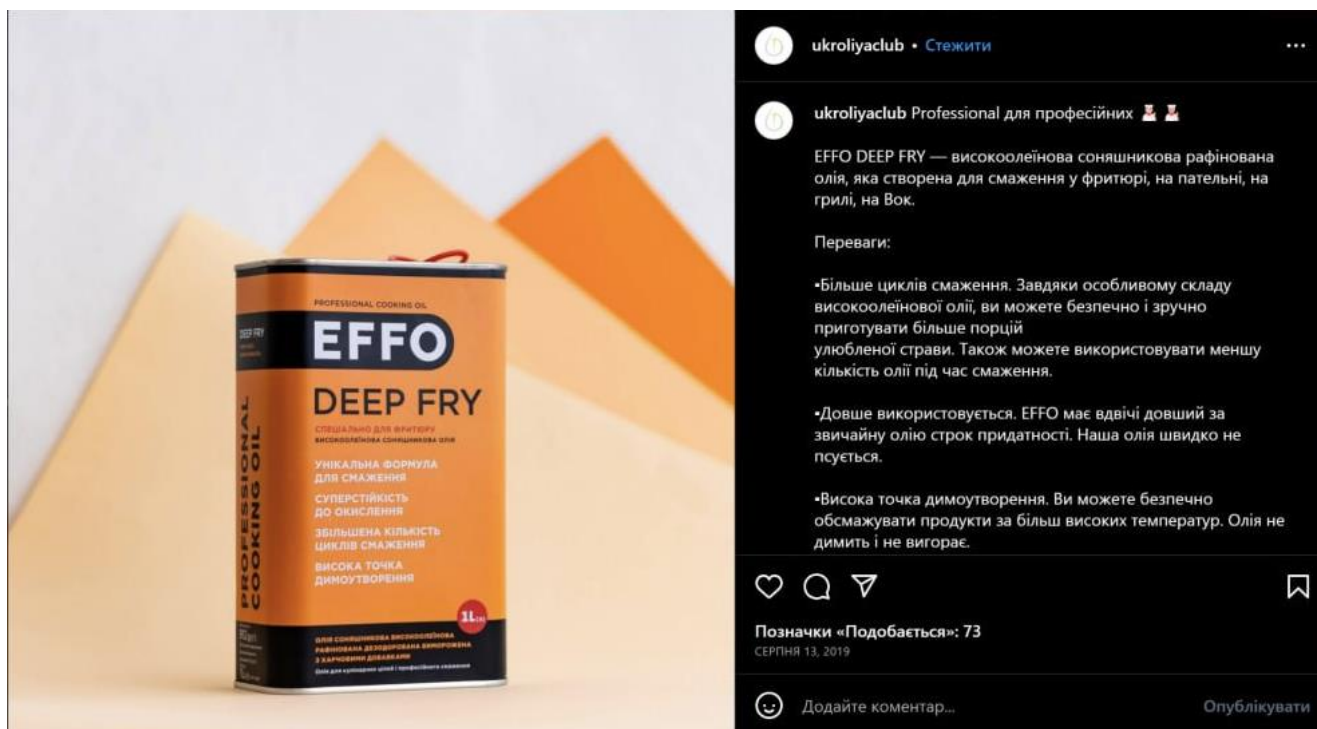 PROFESSIONAL COOKING OIL
EFFO
DEEP FRY
СПЕЦІАЛЬНО ДЛЯ ФРИТЮРУ
ВИСОКООЛЕЇНОВА СОНЯШНИКОВА ОЛІЯ
УНІКАЛЬНА ФОРМУЛА
ДЛЯ СМАЖЕННЯ
СУПЕРСТІЙКІСТЬ
ДО ОКИСЛЕННЯ
ЗБІЛЬШЕНА КІЛЬКІСТЬ
ЦИКЛІВ СМАЖЕННЯ
ВИСОКА ТОЧКА
ДИМОУТВОРЕННЯ
1L
ОЛІЯ СОНЯШНИКОВА ВИСОКООЛЕЇНОВА
РАФІНОВАНА ДЕЗОДОРОВАНА ВИМОРОЖЕНА
З ХАРЧОВИМИ ДОБАВКАМИ
Олія для кулінарних цілей і професійного смаження
DEEP FRY
PROFESSIONAL
COOKING OIL
ukroliyaclub • Стежити
ukroliyaclub Professional для професійних
EFFO DEEP FRY — високоолеїнова соняшникова рафінована
олія, яка створена для смаження у фритюрі, на пательні, на
грилі, на Вок.
Переваги:
▪Більше циклів смаження. Завдяки особливому складу
високоолеїнової олії, ви можете безпечно і зручно
приготувати більше порцій
улюбленої страви. Також можете використовувати меншу
кількість олії під час смаження.
▪Довше використовується. EFFO має вдвічі довший за
звичайну олію строк придатності. Наша олія швидко не
псується.
▪Висока точка димоутворення. Ви можете безпечно
обсмажувати продукти за більш високих температур. Олія не
димить і не вигорає.
Позначки «Подобається»: 73
СЕРПНЯ 13, 2019
Додайте коментар...
Опублікувати